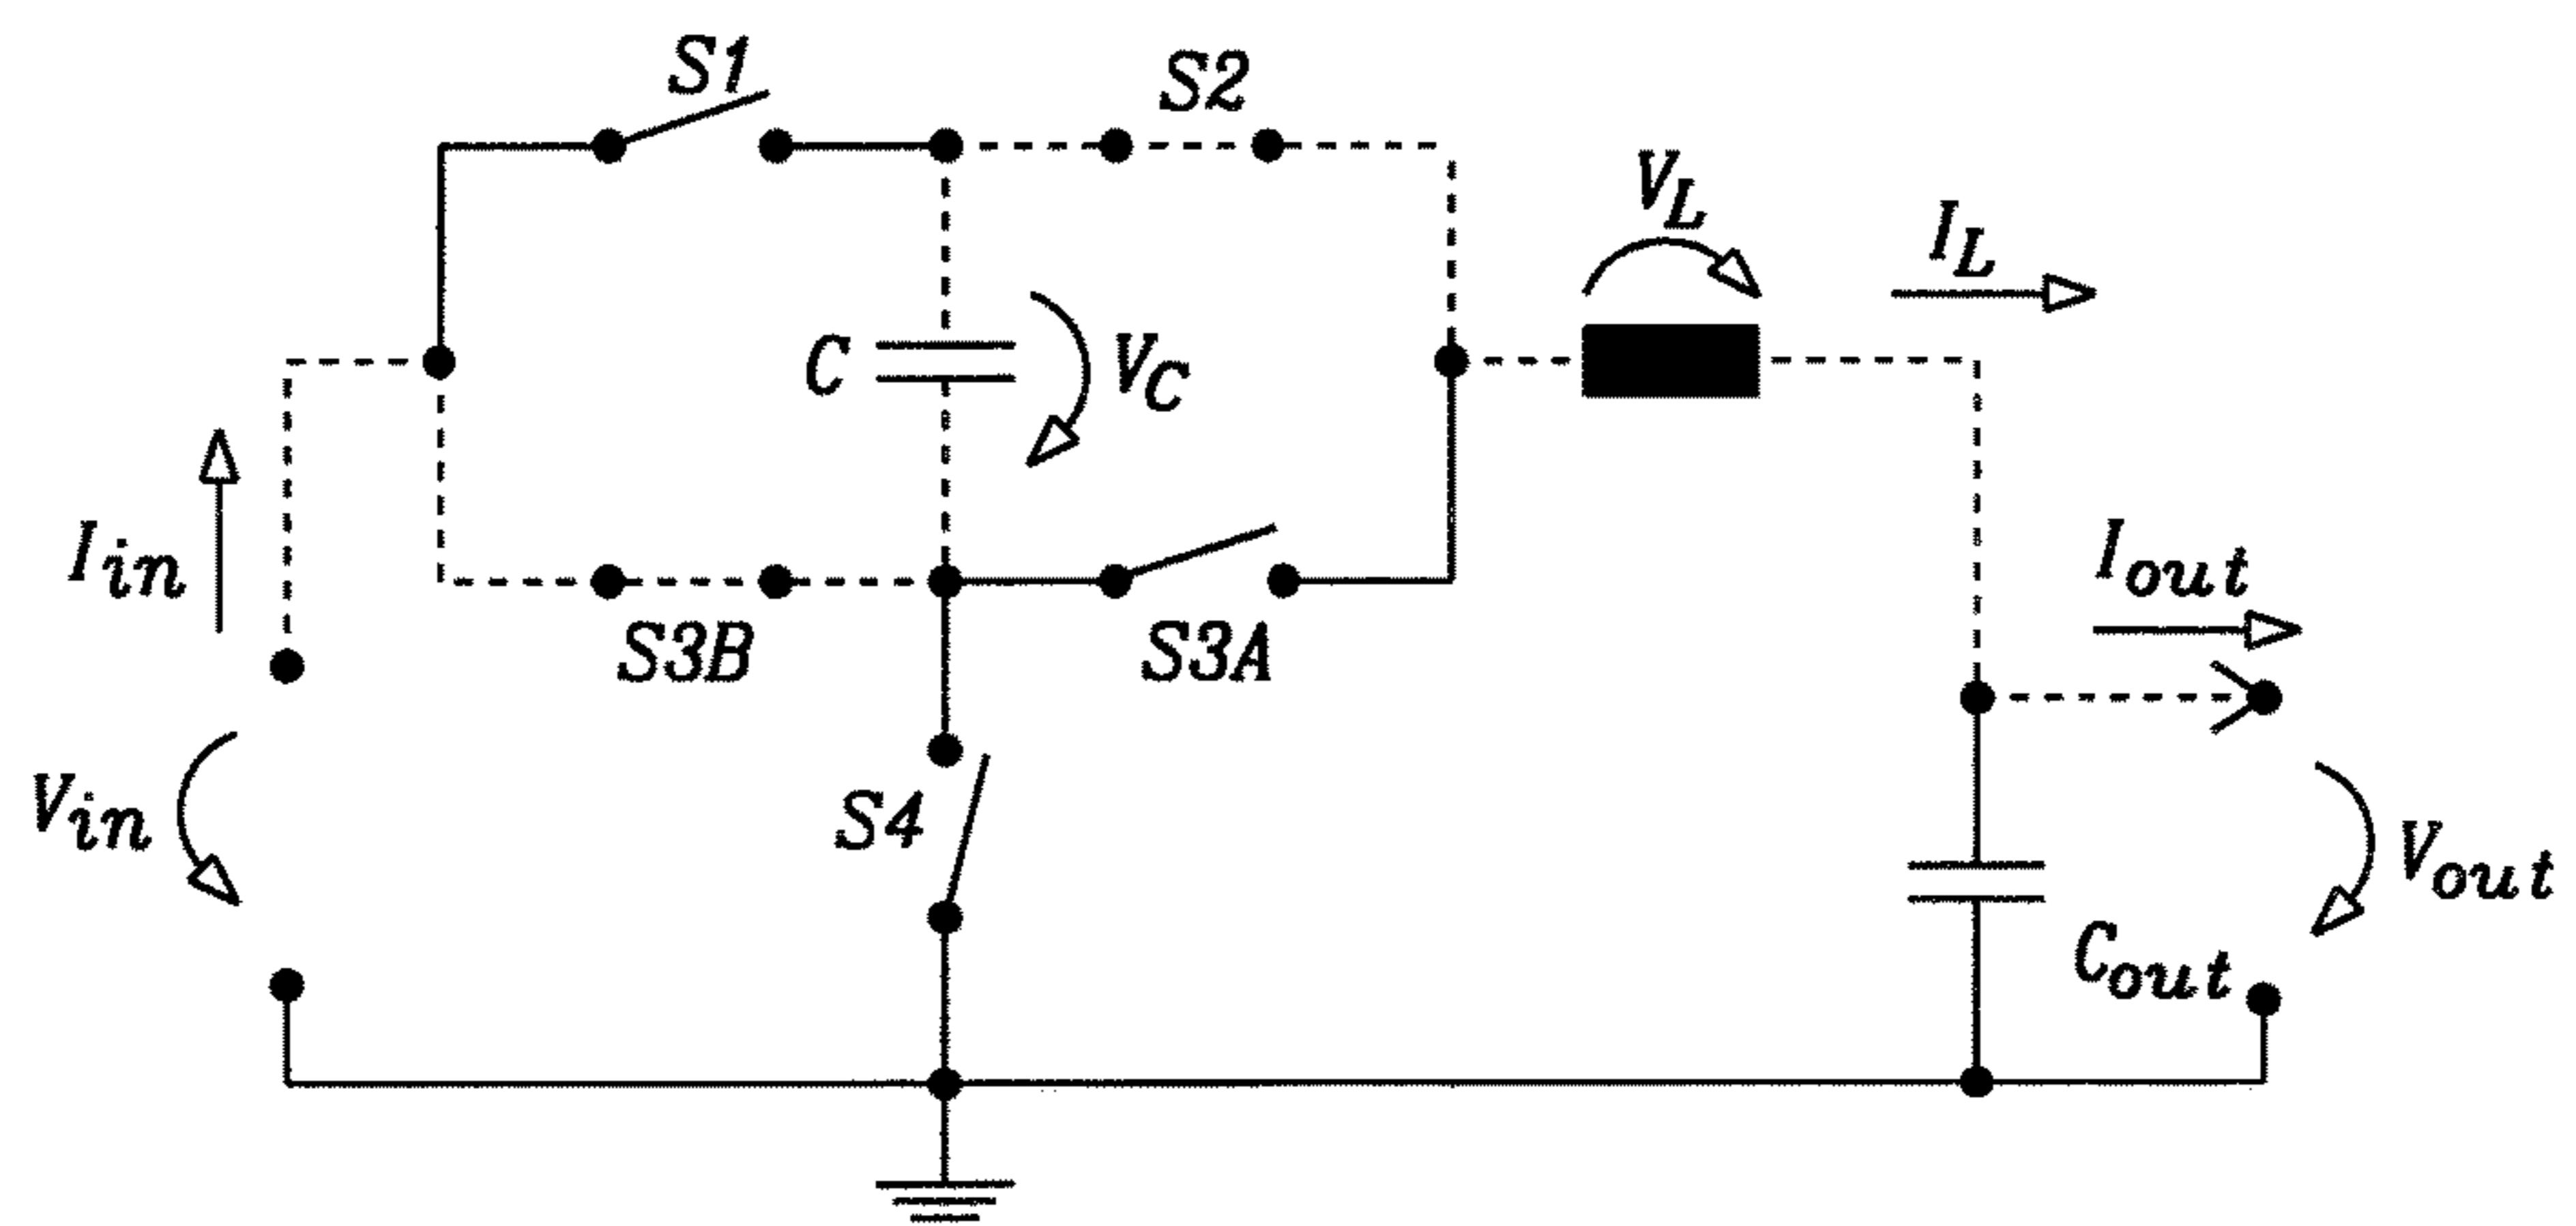 S1
S2
V_L
I_L
C
V_C
I_in
S3B
S3A
I_out
V_in
S4
V_out
C_out